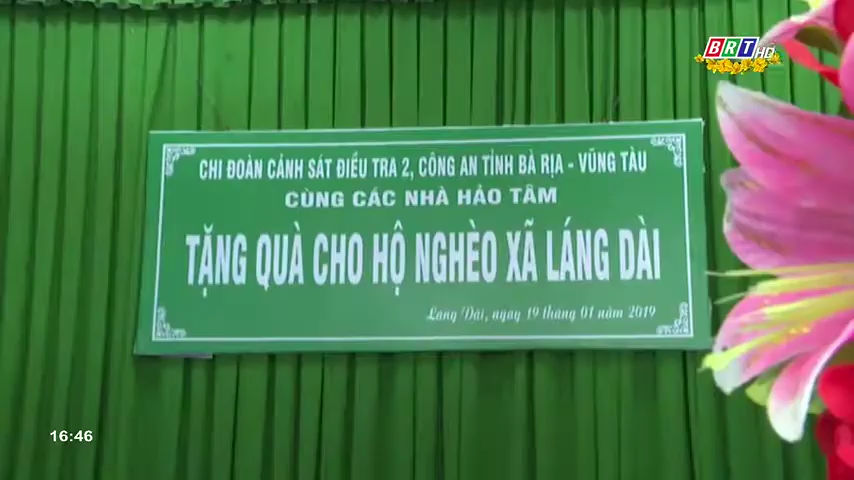 BRT HD
CHI ĐOÀN CẢNH SÁT ĐIỀU TRA 2, CÔNG AN TỈNH BÀ RỊA - VŨNG TÀU
CÙNG CÁC NHÀ HẢO TÂM
TẶNG QUÀ CHO HỘ NGHÈO XÃ LÁNG DÀI
Láng Dài, ngày 19 tháng 01 năm 2019
16:46